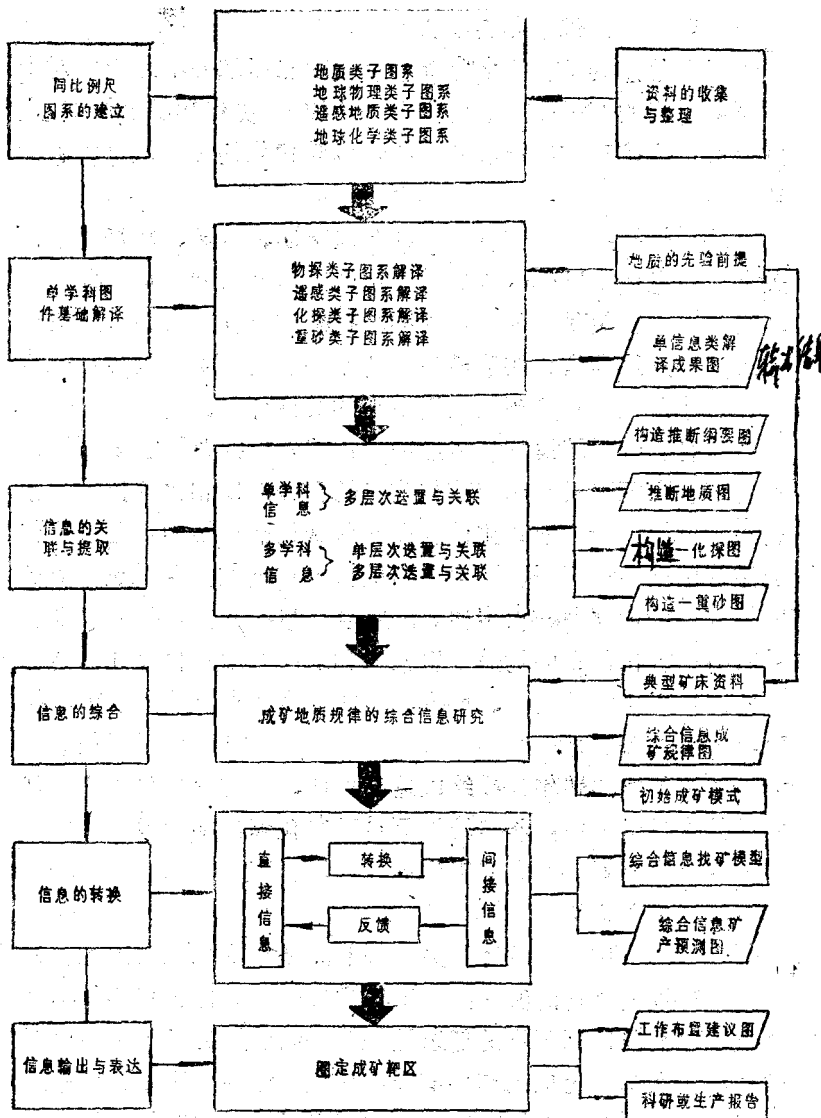 同比例尺
图系的建立
地质类子图系
地球物理类子图系
遥感地质类子图系
地球化学类子图系
资料的收集
与整理
单学科图
件基础解译
物探类子图系解译
遥感类子图系解译
化探类子图系解译
重砂类子图系解译
地质的先验前提
单信息类解
译成果图
信息的关
联与提取
单学科
信息
多层次迭置与关联
多学科
信息
单层次迭置与关联
多层次迭置与关联
构造推断纲要图
推断地质图
构造一化探图
构造一重砂图
信息的综合
成矿地质规律的综合信息研究
典型矿床资料
综合信息成
矿规律图
初始成矿模式
信息的转换
直接信息
转换
反馈
间接信息
综合信息找矿模型
综合信息矿
产预测图
信息输出与表达
圈定成矿靶区
工作布置建议图
科研或生产报告